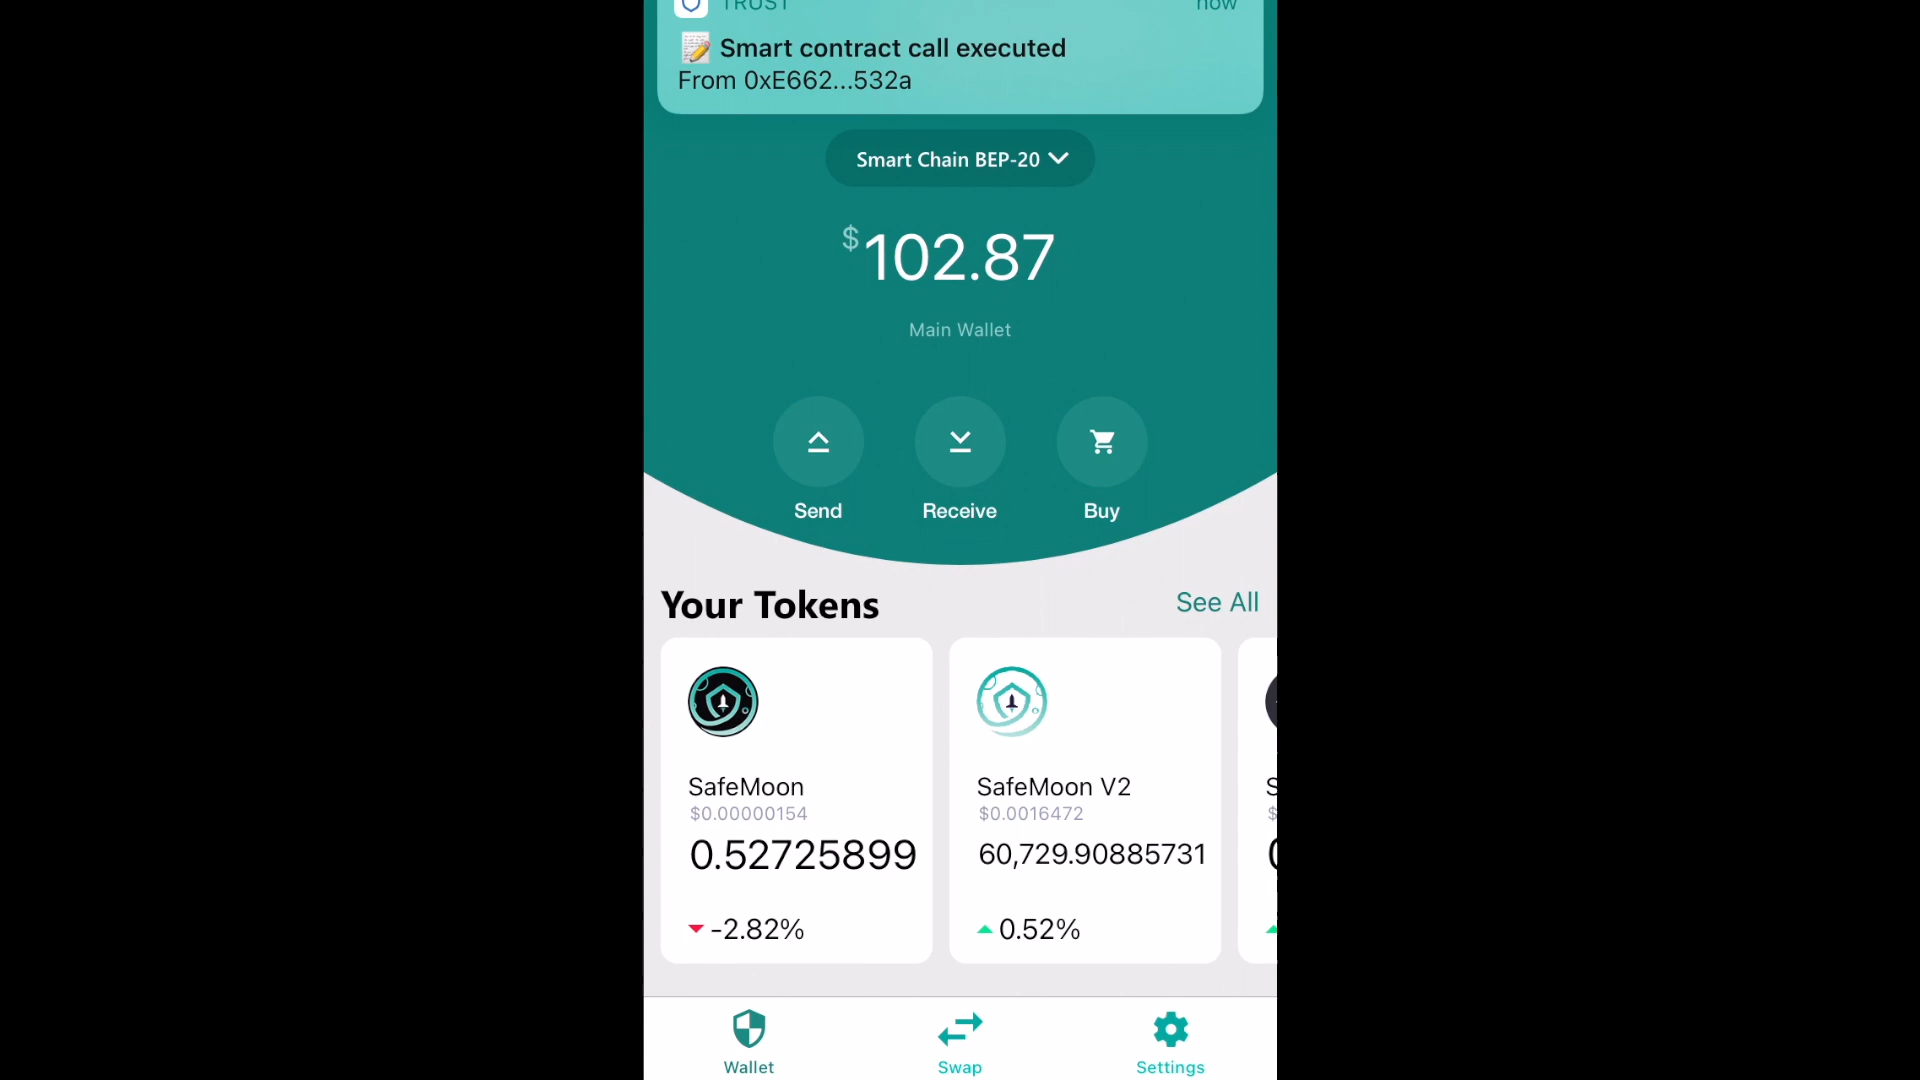 TRUST
now
Smart contract call executed
From 0xE662...532a
Smart Chain BEP-20
$102.87
Main Wallet
Send
Receive
Buy
Your Tokens
See All
SafeMoon
$0.00000154
0.52725899
-2.82%
SafeMoon V2
$0.0016472
60,729.90885731
0.52%
Wallet
Swap
Settings